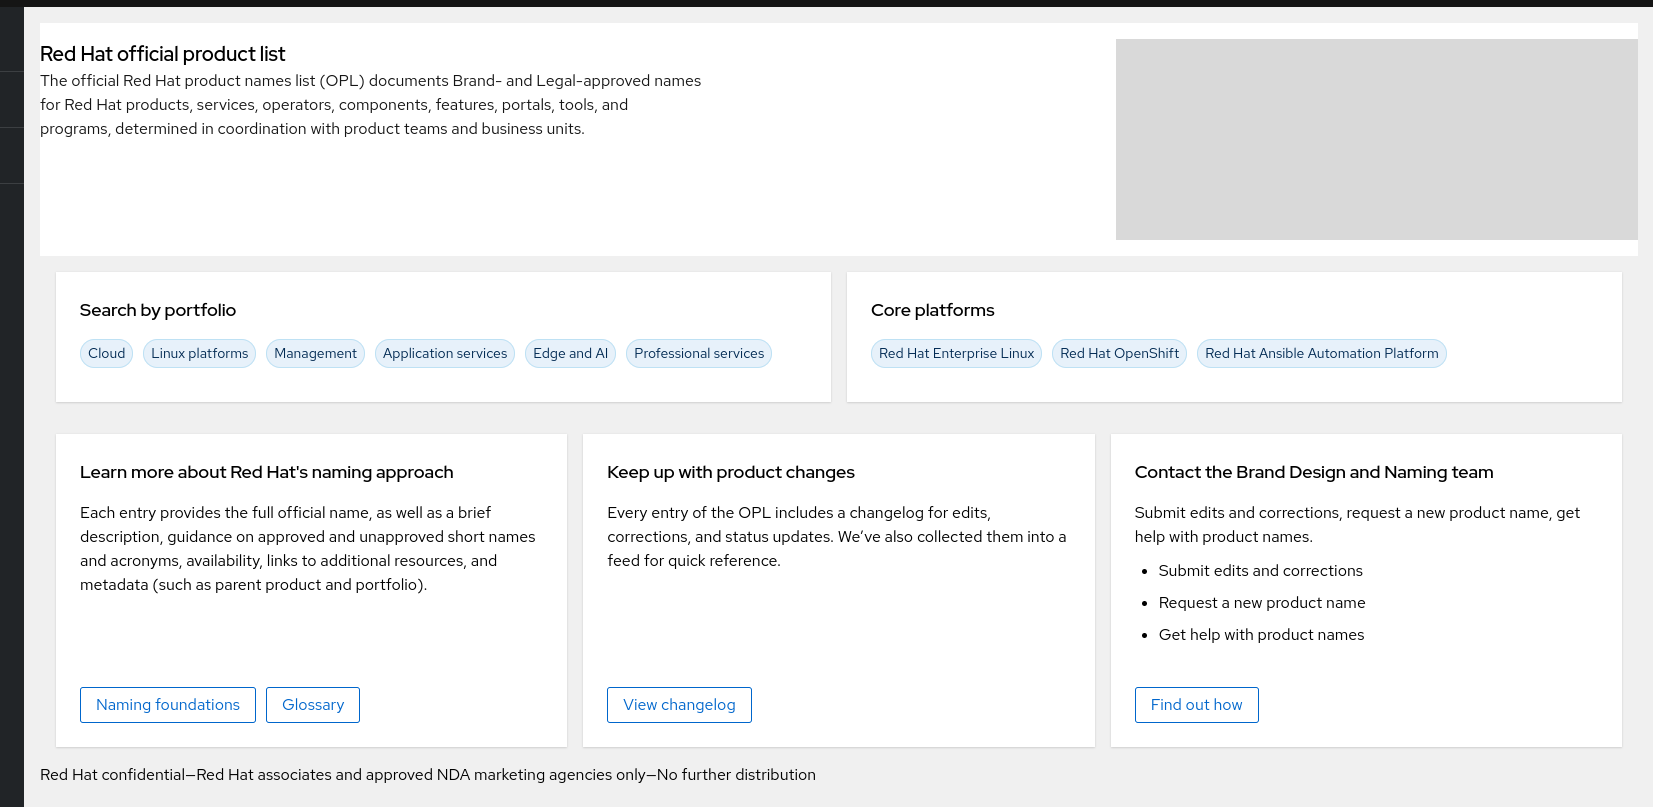 Red Hat official product list
The official Red Hat product names list (OPL) documents Brand- and Legal-approved names
for Red Hat products, services, operators, components, features, portals, tools, and
programs, determined in coordination with product teams and business units.
Search by portfolio
Cloud Linux platforms Management Application services Edge and AI Professional services
Core platforms
Red Hat Enterprise Linux Red Hat OpenShift Red Hat Ansible Automation Platform
Learn more about Red Hat's naming approach
Each entry provides the full official name, as well as a brief
description, guidance on approved and unapproved short names
and acronyms, availability, links to additional resources, and
metadata (such as parent product and portfolio).
Naming foundations Glossary
Keep up with product changes
Every entry of the OPL includes a changelog for edits,
corrections, and status updates. We’ve also collected them into a
feed for quick reference.
View changelog
Contact the Brand Design and Naming team
Submit edits and corrections, request a new product name, get
help with product names.
• Submit edits and corrections
• Request a new product name
• Get help with product names
Find out how
Red Hat confidential—Red Hat associates and approved NDA marketing agencies only—No further distribution